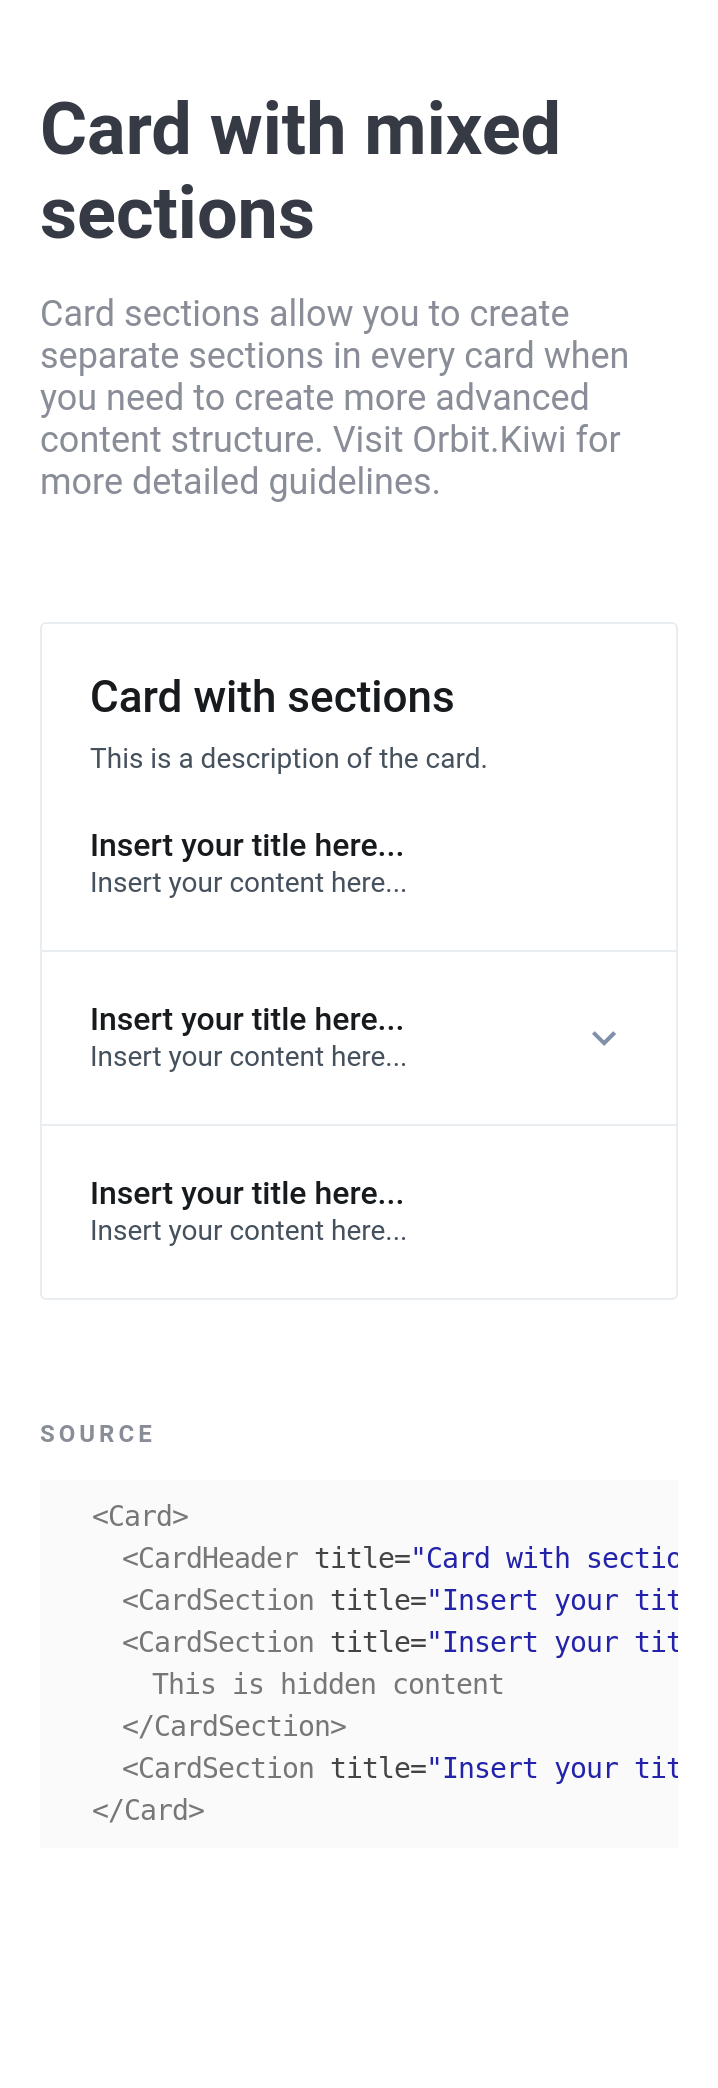 Card with mixed
sections
Card sections allow you to create
separate sections in every card when
you need to create more advanced
content structure. Visit Orbit.Kiwi for
more detailed guidelines.
Card with sections
This is a description of the card.
Insert your title here...
Insert your content here...
Insert your title here...
Insert your content here...
Insert your title here...
Insert your content here...
SOURCE
<Card>
<CardHeader title="Card with sectio
<CardSection title="Insert your tit
<CardSection title="Insert your tit
This is hidden content
</CardSection>
<CardSection title="Insert your tit
</Card>